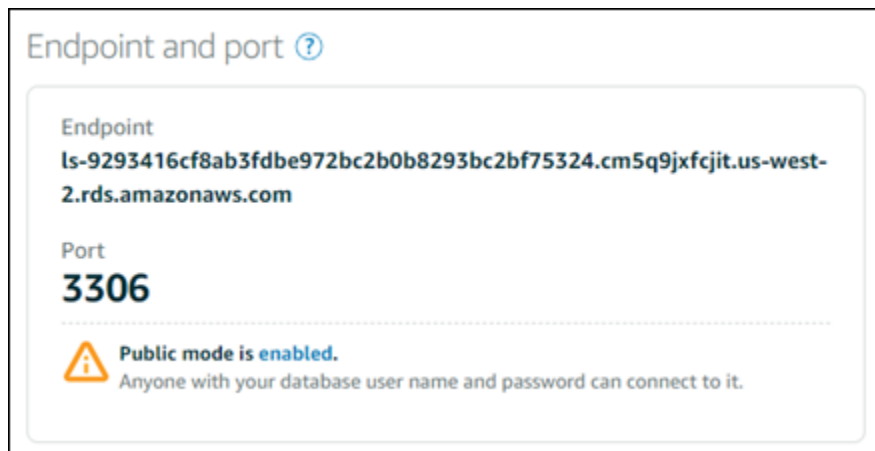 Endpoint and port ?
Endpoint
ls-9293416cf8ab3fdbe972bc2b0b8293bc2bf75324.cm5q9jxfcjit.us-west-
2.rds.amazonaws.com
Port
3306
Public mode is enabled.
Anyone with your database user name and password can connect to it.